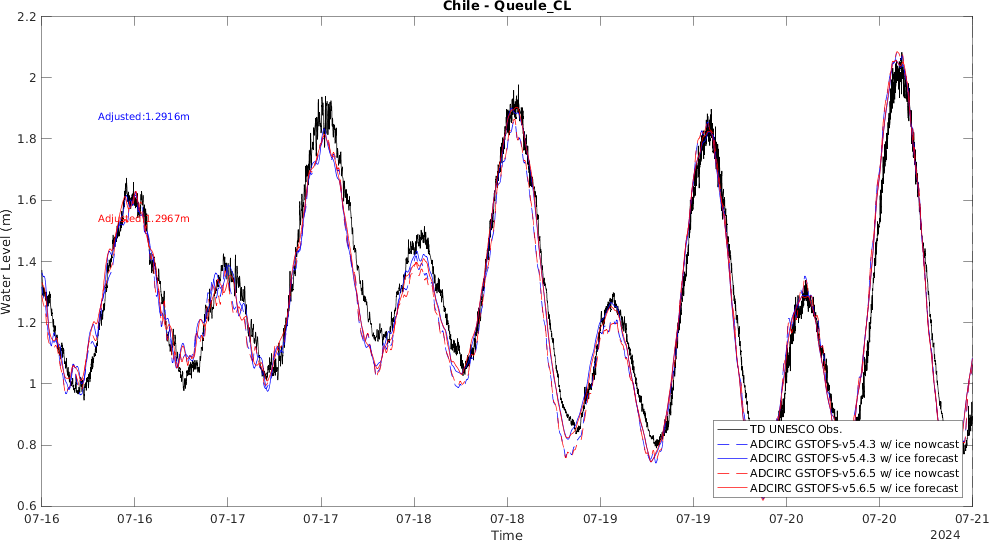 Chile - Queule_CL
2.2
2
1.8
1.6
1.4
1.2
1
0.8
0.6
Water Level (m)
Adjusted:1.2916m
Adjusted:1.2967m
TD UNESCO Obs.
ADCIRC GSTOFS-v5.4.3 w/ ice nowcast
ADCIRC GSTOFS-v5.4.3 w/ ice forecast
ADCIRC GSTOFS-v5.6.5 w/ ice nowcast
ADCIRC GSTOFS-v5.6.5 w/ ice forecast
07-16 07-16 07-17 07-17 07-18 07-18 07-19 07-19 07-20 07-20 07-21
Time
2024